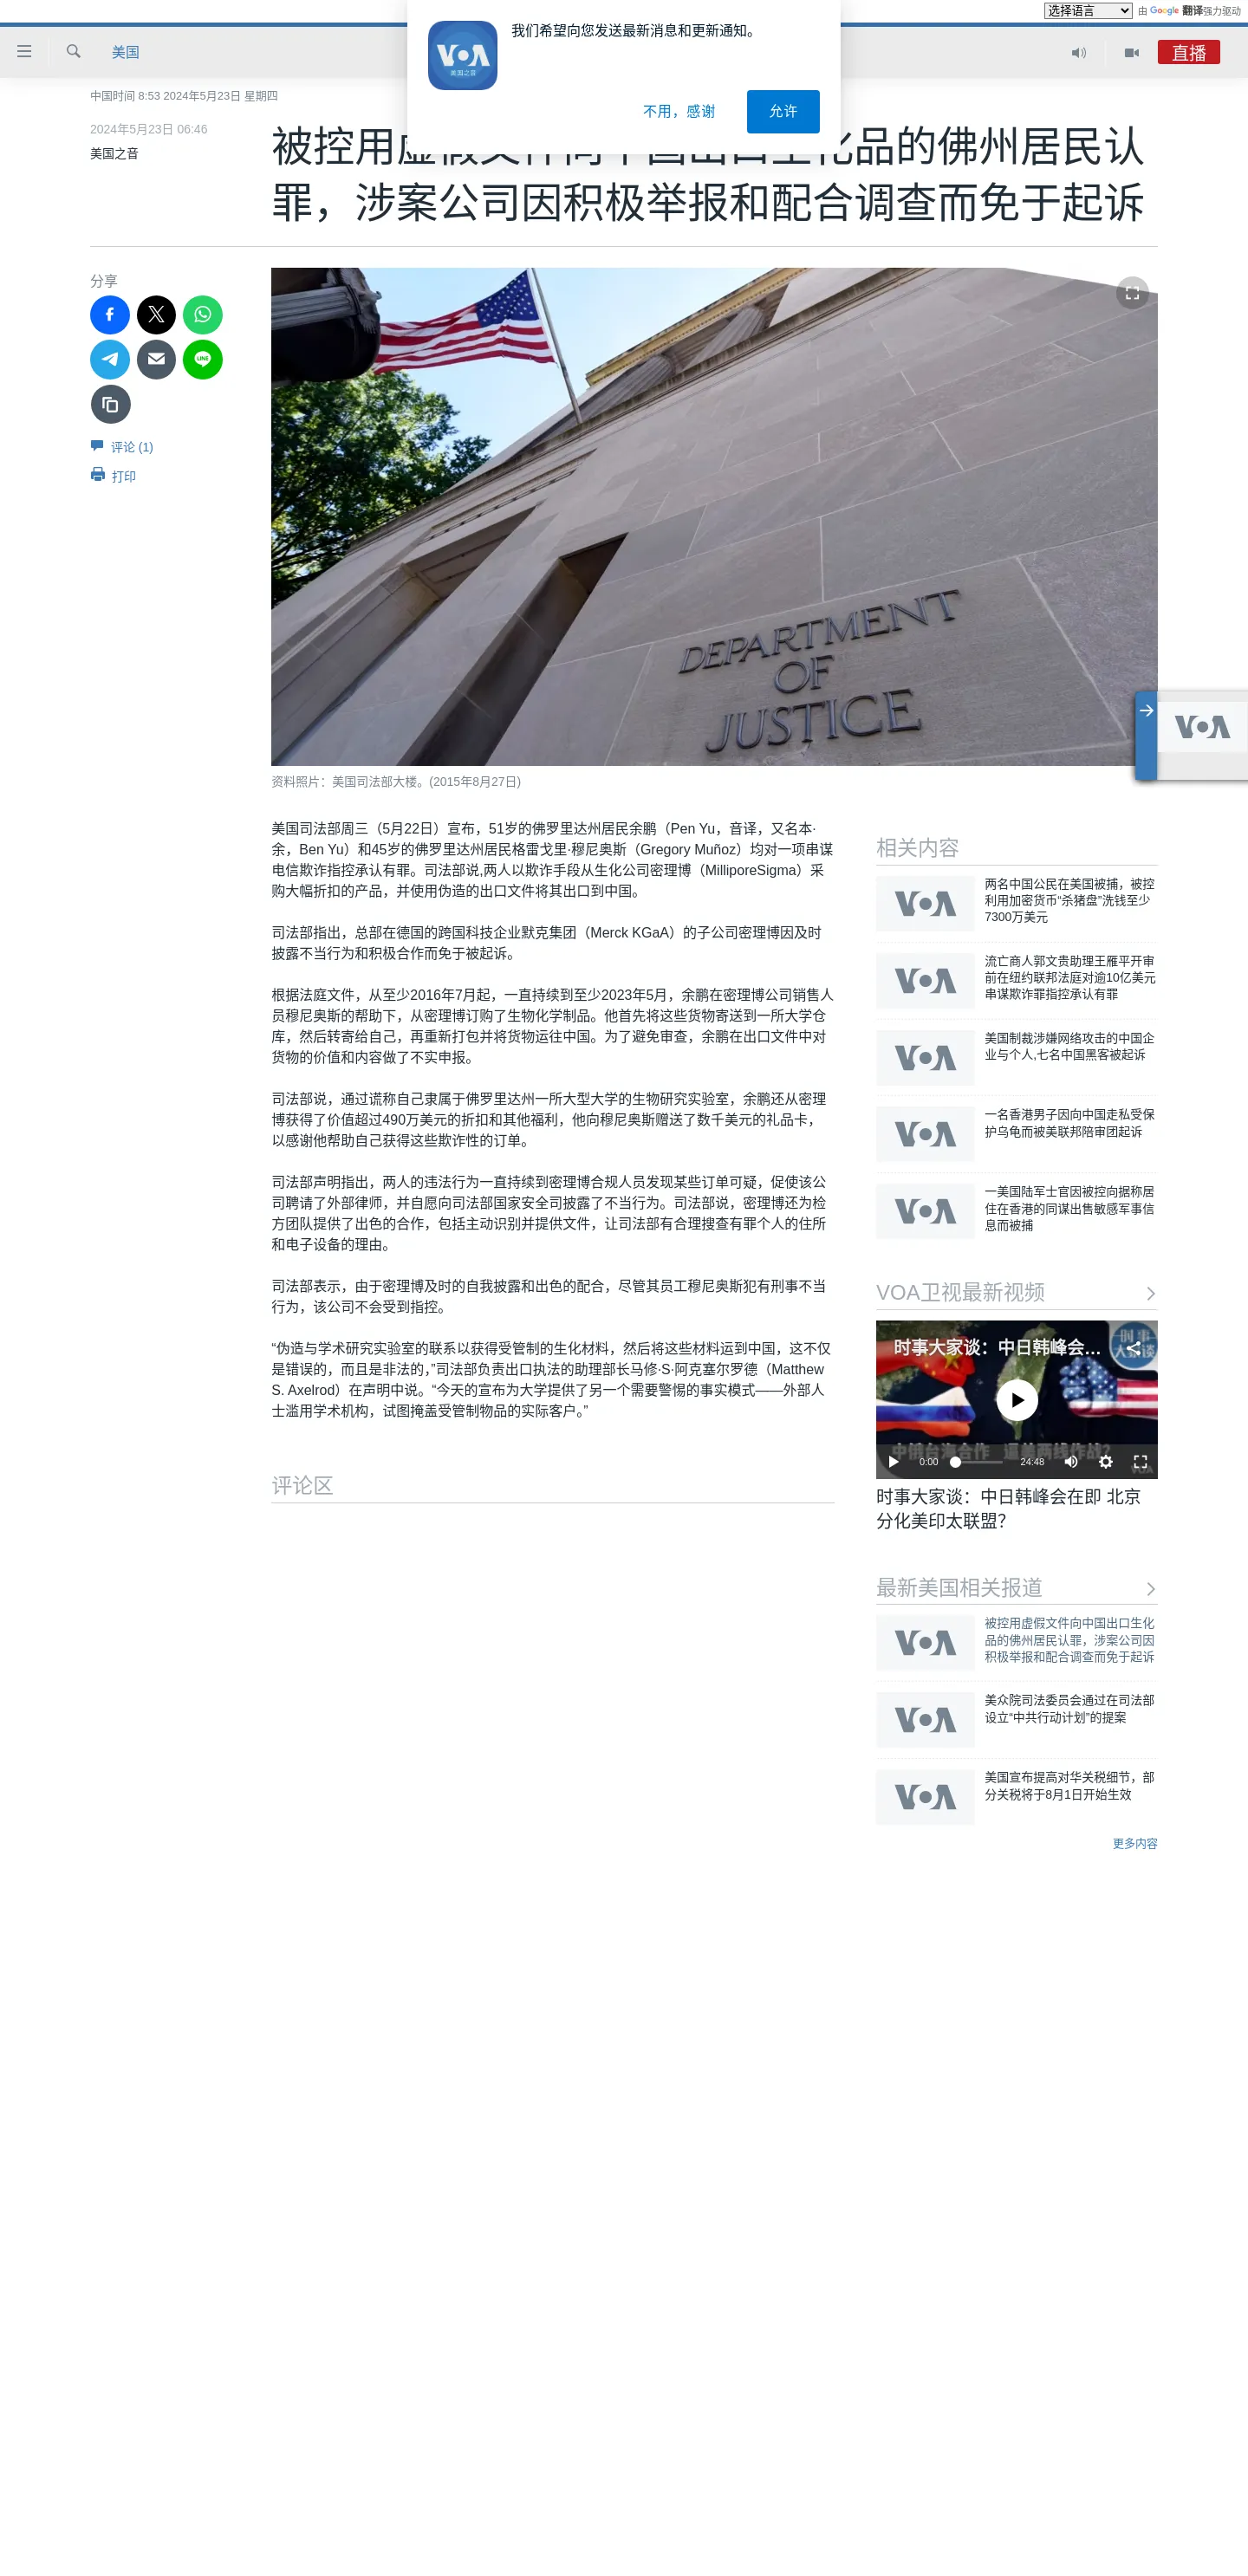 选择语言
由 Google 翻译强力驱动
美国
直播
VOA
美国之音
我们希望向您发送最新消息和更新通知。
不用，感谢
允许
中国时间 8:53 2024年5月23日 星期四
2024年5月23日 06:46
美国之音
被控用虚假文件向中国出口生化品的佛州居民认
罪，涉案公司因积极举报和配合调查而免于起诉
分享
LINE
评论 (1)
打印
DEPARTMENT
OF
JUSTICE
VOA
资料照片：美国司法部大楼。(2015年8月27日)
美国司法部周三（5月22日）宣布，51岁的佛罗里达州居民余鹏（Pen Yu，音译，又名本·
余，Ben Yu）和45岁的佛罗里达州居民格雷戈里·穆尼奥斯（Gregory Muñoz）均对一项串谋
电信欺诈指控承认有罪。司法部说,两人以欺诈手段从生化公司密理博（MilliporeSigma）采
购大幅折扣的产品，并使用伪造的出口文件将其出口到中国。
司法部指出，总部在德国的跨国科技企业默克集团（Merck KGaA）的子公司密理博因及时
披露不当行为和积极合作而免于被起诉。
根据法庭文件，从至少2016年7月起，一直持续到至少2023年5月，余鹏在密理博公司销售人
员穆尼奥斯的帮助下，从密理博订购了生物化学制品。他首先将这些货物寄送到一所大学仓
库，然后转寄给自己，再重新打包并将货物运往中国。为了避免审查，余鹏在出口文件中对
货物的价值和内容做了不实申报。
司法部说，通过谎称自己隶属于佛罗里达州一所大型大学的生物研究实验室，余鹏还从密理
博获得了价值超过490万美元的折扣和其他福利，他向穆尼奥斯赠送了数千美元的礼品卡，
以感谢他帮助自己获得这些欺诈性的订单。
司法部声明指出，两人的违法行为一直持续到密理博合规人员发现某些订单可疑，促使该公
司聘请了外部律师，并自愿向司法部国家安全司披露了不当行为。司法部说，密理博还为检
方团队提供了出色的合作，包括主动识别并提供文件，让司法部有合理搜查有罪个人的住所
和电子设备的理由。
司法部表示，由于密理博及时的自我披露和出色的配合，尽管其员工穆尼奥斯犯有刑事不当
行为，该公司不会受到指控。
“伪造与学术研究实验室的联系以获得受管制的生化材料，然后将这些材料运到中国，这不仅
是错误的，而且是非法的，”司法部负责出口执法的助理部长马修·S·阿克塞尔罗德（Matthew
S. Axelrod）在声明中说。“今天的宣布为大学提供了另一个需要警惕的事实模式——外部人
士滥用学术机构，试图掩盖受管制物品的实际客户。”
评论区
相关内容
VOA
两名中国公民在美国被捕，被控
利用加密货币“杀猪盘”洗钱至少
7300万美元
VOA
流亡商人郭文贵助理王雁平开审
前在纽约联邦法庭对逾10亿美元
串谋欺诈罪指控承认有罪
VOA
美国制裁涉嫌网络攻击的中国企
业与个人,七名中国黑客被起诉
VOA
一名香港男子因向中国走私受保
护乌龟而被美联邦陪审团起诉
VOA
一美国陆军士官因被控向据称居
住在香港的同谋出售敏感军事信
息而被捕
VOA卫视最新视频
时事大家谈：中日韩峰会...
时事
大家谈
中俄台海合作 逼美两线作战?
0:00
24:48
VOA
时事大家谈：中日韩峰会在即 北京
分化美印太联盟？
最新美国相关报道
VOA
被控用虚假文件向中国出口生化
品的佛州居民认罪，涉案公司因
积极举报和配合调查而免于起诉
VOA
美众院司法委员会通过在司法部
设立“中共行动计划”的提案
VOA
美国宣布提高对华关税细节，部
分关税将于8月1日开始生效
更多内容